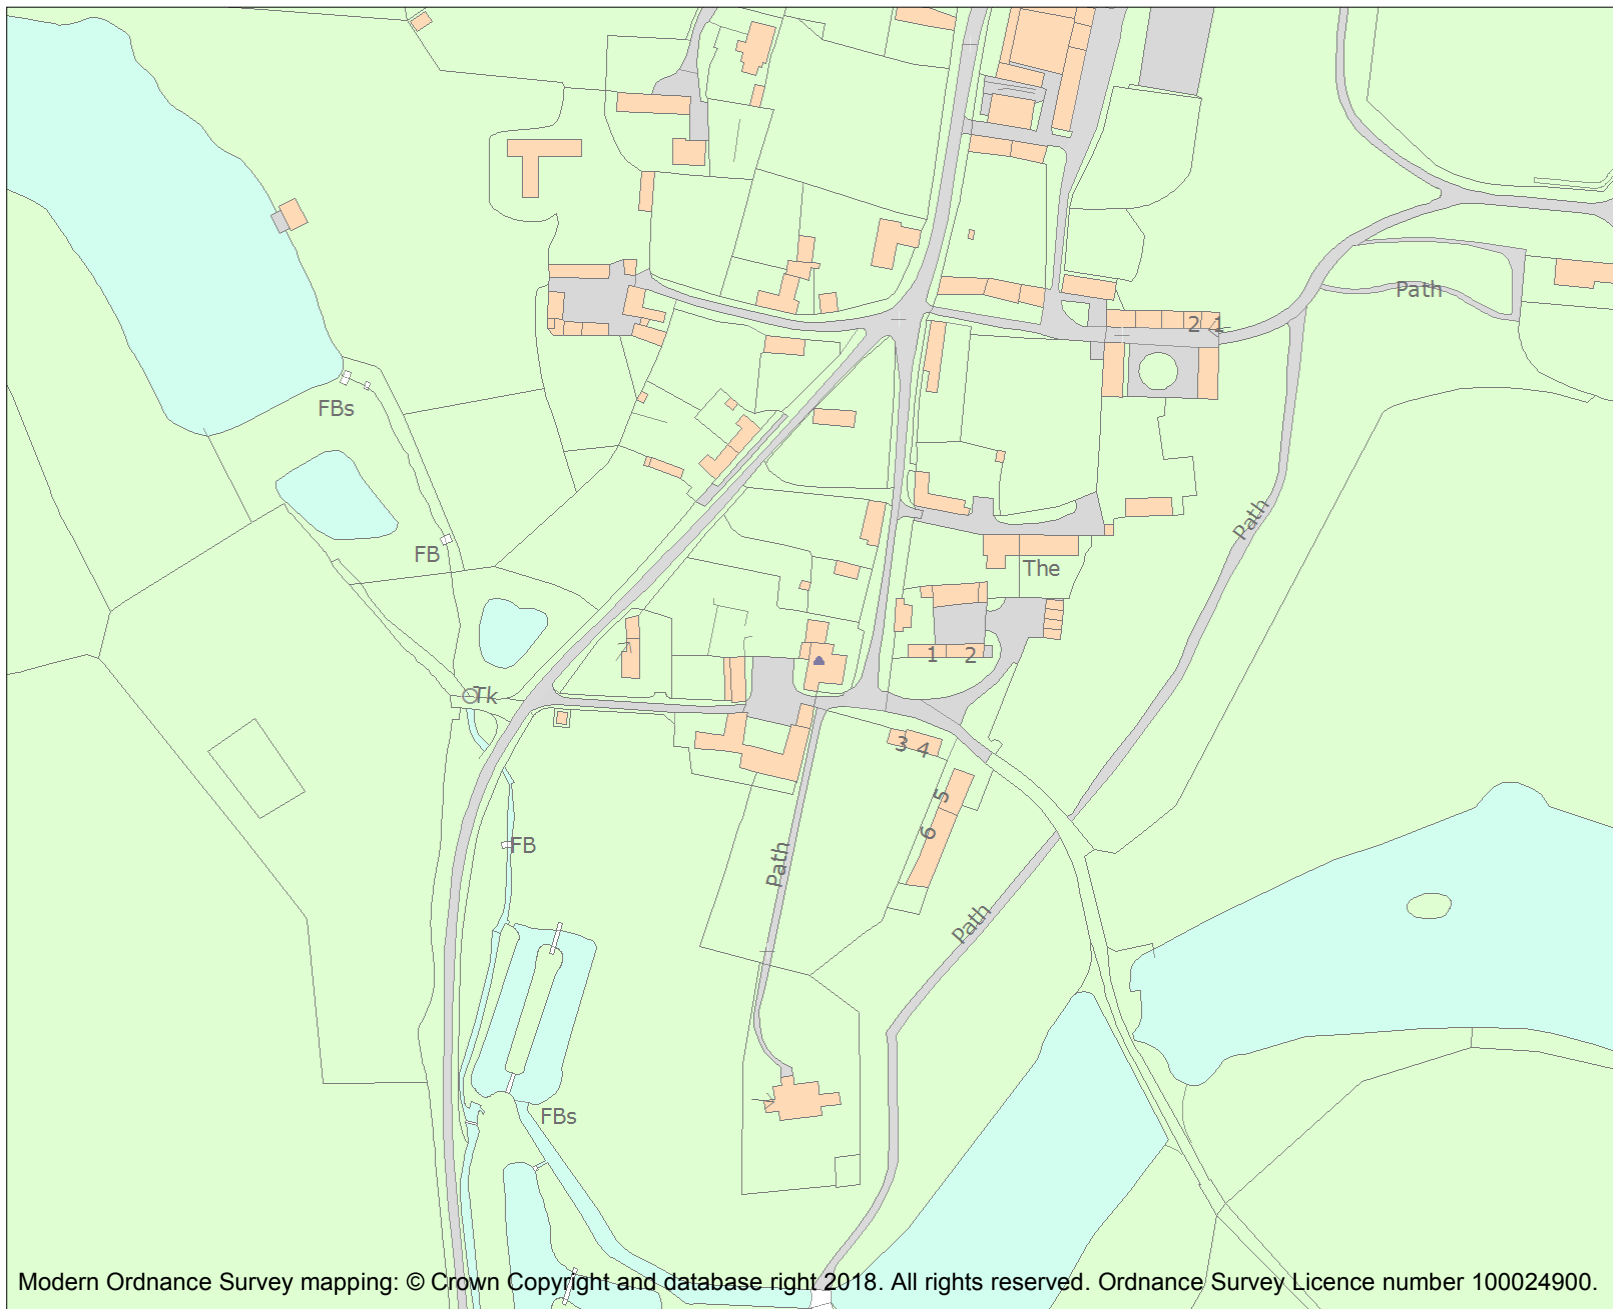 2 1
Path
FBs
Path
FB
The
1 2
Tk
3 4
5
6
FB
Path
Path
FBs
Modern Ordnance Survey mapping: © Crown Copyright and database right 2018. All rights reserved. Ordnance Survey Licence number 100024900.